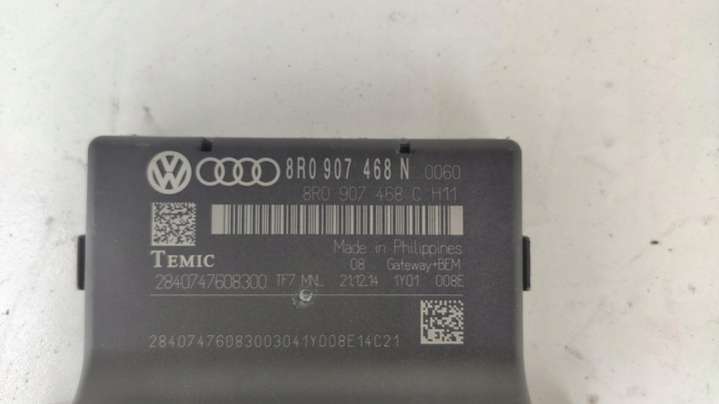 8R0 907 468 N 0060
8R0 907 468 C H11
Made in Philippines
TEMIC 08 Gateway+BEM
2840747608300 TF7 MNL 21.12.14 1Y01 008E
28407476083003041Y008E14C21